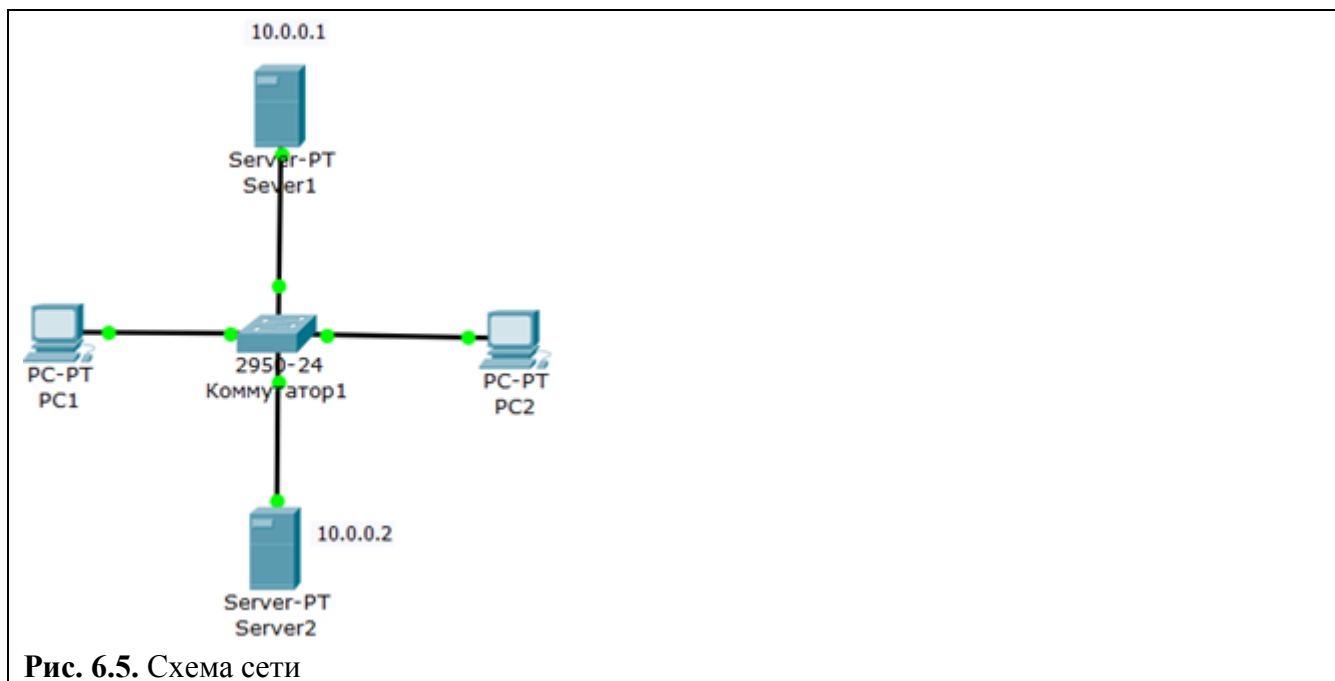 10.0.0.1
Server-PT
Sever1
PC-PT
PC1
2950-24
Коммутатор1
PC-PT
PC2
10.0.0.2
Server-PT
Server2
Рис. 6.5. Схема сети